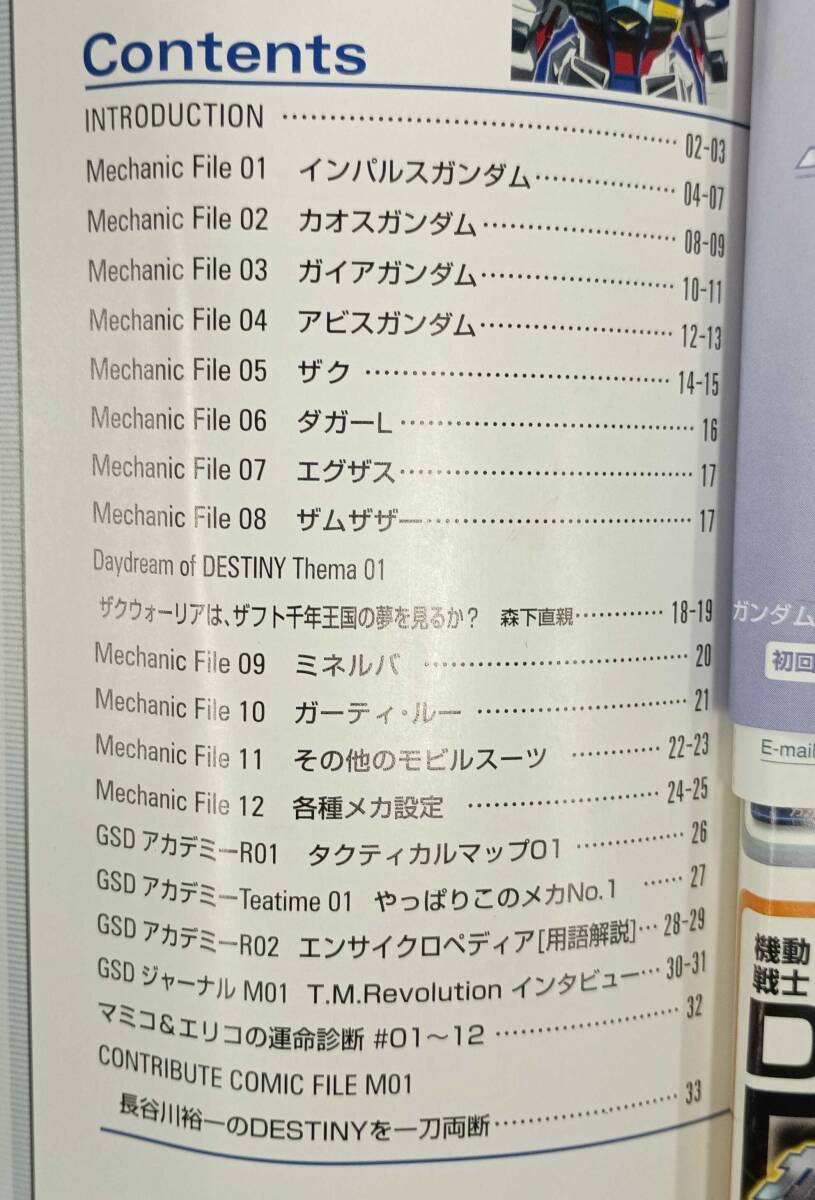 Contents
INTRODUCTION ………… 02-03
Mechanic File 01 インパルスガンダム………… 04-07
Mechanic File 02 カオスガンダム………… 08-09
Mechanic File 03 ガイアガンダム………… 10-11
Mechanic File 04 アビスガンダム………… 12-13
Mechanic File 05 ザク ………… 14-15
Mechanic File 06 ダガーL………… 16
Mechanic File 07 エグザス………… 17
Mechanic File 08 ザムザザー………… 17
Daydream of DESTINY Thema 01
ザクウォーリアは、ザフト千年王国の夢を見るか? 森下直親………… 18-19
Mechanic File 09 ミネルバ ………… 20
Mechanic File 10 ガーティ・ルー ………… 21
Mechanic File 11 その他のモビルスーツ ………… 22-23
Mechanic File 12 各種メカ設定 ………… 24-25
GSD アカデミーR01 タクティカルマップ01 ………… 26
GSD アカデミーTeatime 01 やっぱりこのメカNo.1 …… 27
GSD アカデミーR02 エンサイクロペディア[用語解説]… 28-29
GSD ジャーナル M01 T.M.Revolution インタビュー… 30-31
マミコ&エリコの運命診断 #01~12 ………… 32
CONTRIBUTE COMIC FILE M01
長谷川裕一のDESTINYを一刀両断………… 33
ガンダム
初回
E-mail
機動
戦士
D